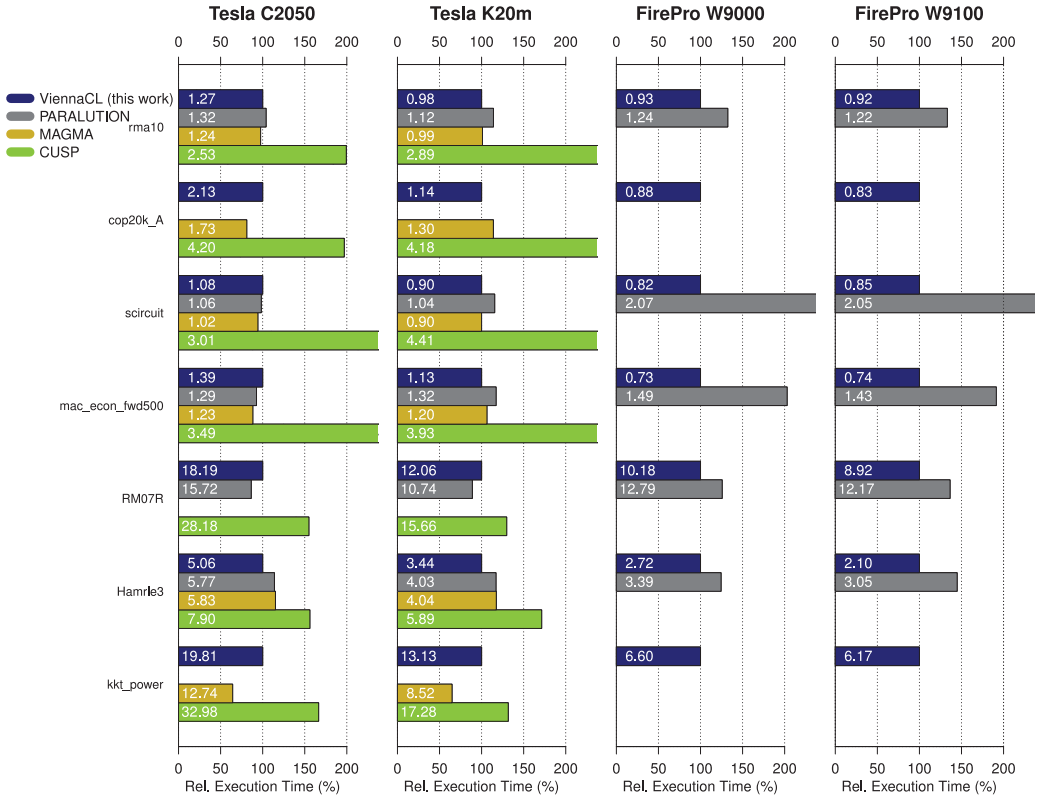 Tesla C2050 Tesla K20m FirePro W9000 FirePro W9100
0 50 100 150 200 0 50 100 150 200 0 50 100 150 200 0 50 100 150 200
ViennaCL (this work)
PARALUTION
MAGMA
CUSP
rma10
1.27 0.98 0.93 0.92
1.32 1.12 1.24 1.22
1.24 0.99
2.53 2.89
cop20k_A
2.13 1.14 0.88 0.83
1.73 1.30
4.20 4.18
scircuit
1.08 0.90 0.82 0.85
1.06 1.04 2.07 2.05
1.02 0.90
3.01 4.41
mac_econ_fwd500
1.39 1.13 0.73 0.74
1.29 1.32 1.49 1.43
1.23 1.20
3.49 3.93
RM07R
18.19 12.06 10.18 8.92
15.72 10.74 12.79 12.17
28.18 15.66
Hamrle3
5.06 3.44 2.72 2.10
5.77 4.03 3.39 3.05
5.83 4.04
7.90 5.89
kkt_power
19.81 13.13 6.60 6.17
12.74 8.52
32.98 17.28
0 50 100 150 200 0 50 100 150 200 0 50 100 150 200 0 50 100 150 200
Rel. Execution Time (%) Rel. Execution Time (%) Rel. Execution Time (%) Rel. Execution Time (%)